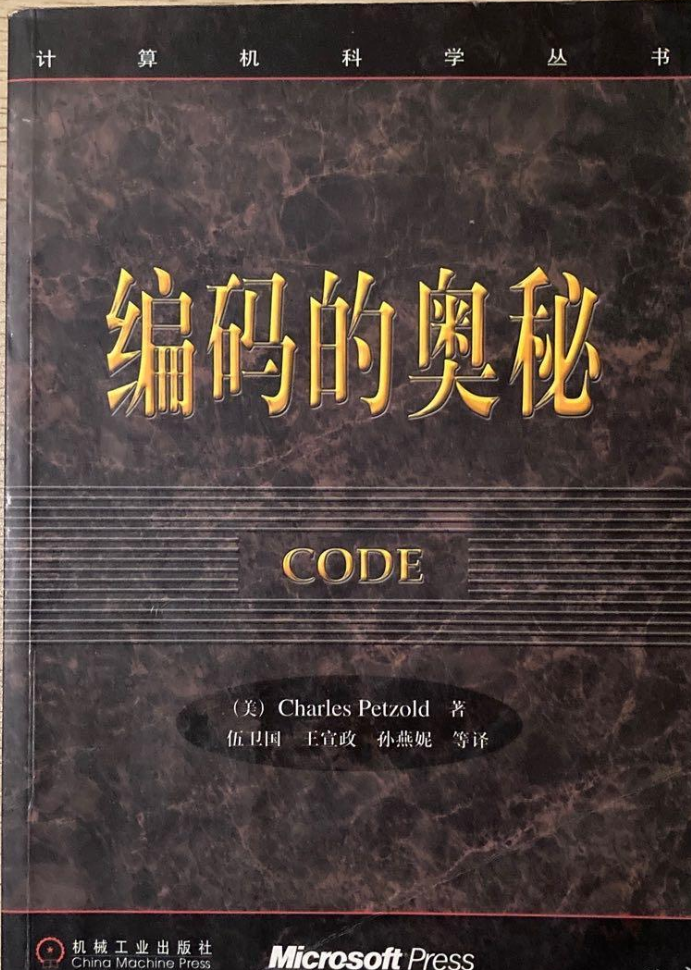 计算机科学丛书
编码的奥秘
CODE
（美）Charles Petzold 著
伍卫国 王宣政 孙燕妮 等译
机械工业出版社
China Machine Press
Microsoft Press